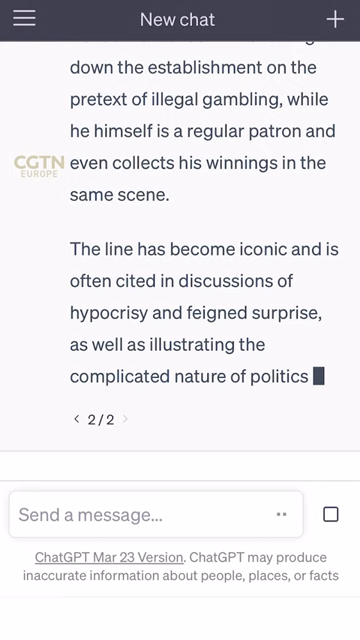 New chat
down the establishment on the
pretext of illegal gambling, while
he himself is a regular patron and
even collects his winnings in the
same scene.
CGTN
EUROPE
The line has become iconic and is
often cited in discussions of
hypocrisy and feigned surprise,
as well as illustrating the
complicated nature of politics
< 2/2 >
Send a message...
ChatGPT Mar 23 Version. ChatGPT may produce
inaccurate information about people, places, or facts